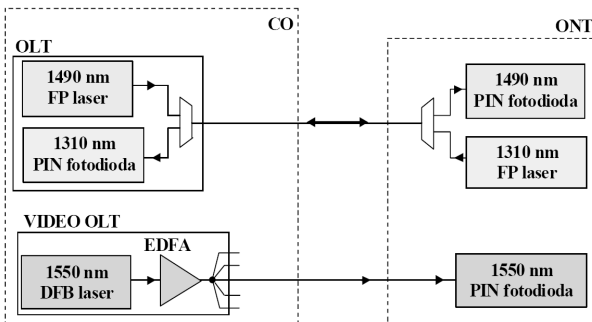 CO
ONT
OLT
1490 nm
FP laser
1310 nm
PIN fotodioda
1490 nm
PIN fotodioda
1310 nm
FP laser
VIDEO OLT
EDFA
1550 nm
DFB laser
1550 nm
PIN fotodioda